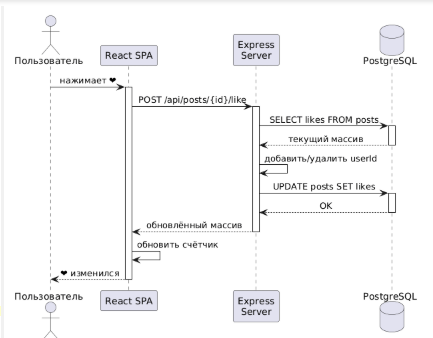 Пользователь
React SPA
Express
Server
PostgreSQL
нажимает ❤
POST /api/posts/{id}/like
SELECT likes FROM posts
текущий массив
добавить/удалить userId
UPDATE posts SET likes
OK
обновлённый массив
обновить счётчик
❤ изменился
Пользователь
React SPA
Express
Server
PostgreSQL